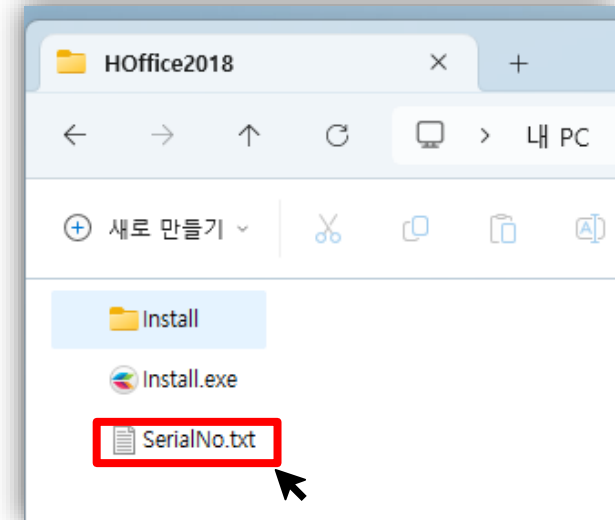 HOffice2018
내 PC
새로 만들기
Install
Install.exe
SerialNo.txt